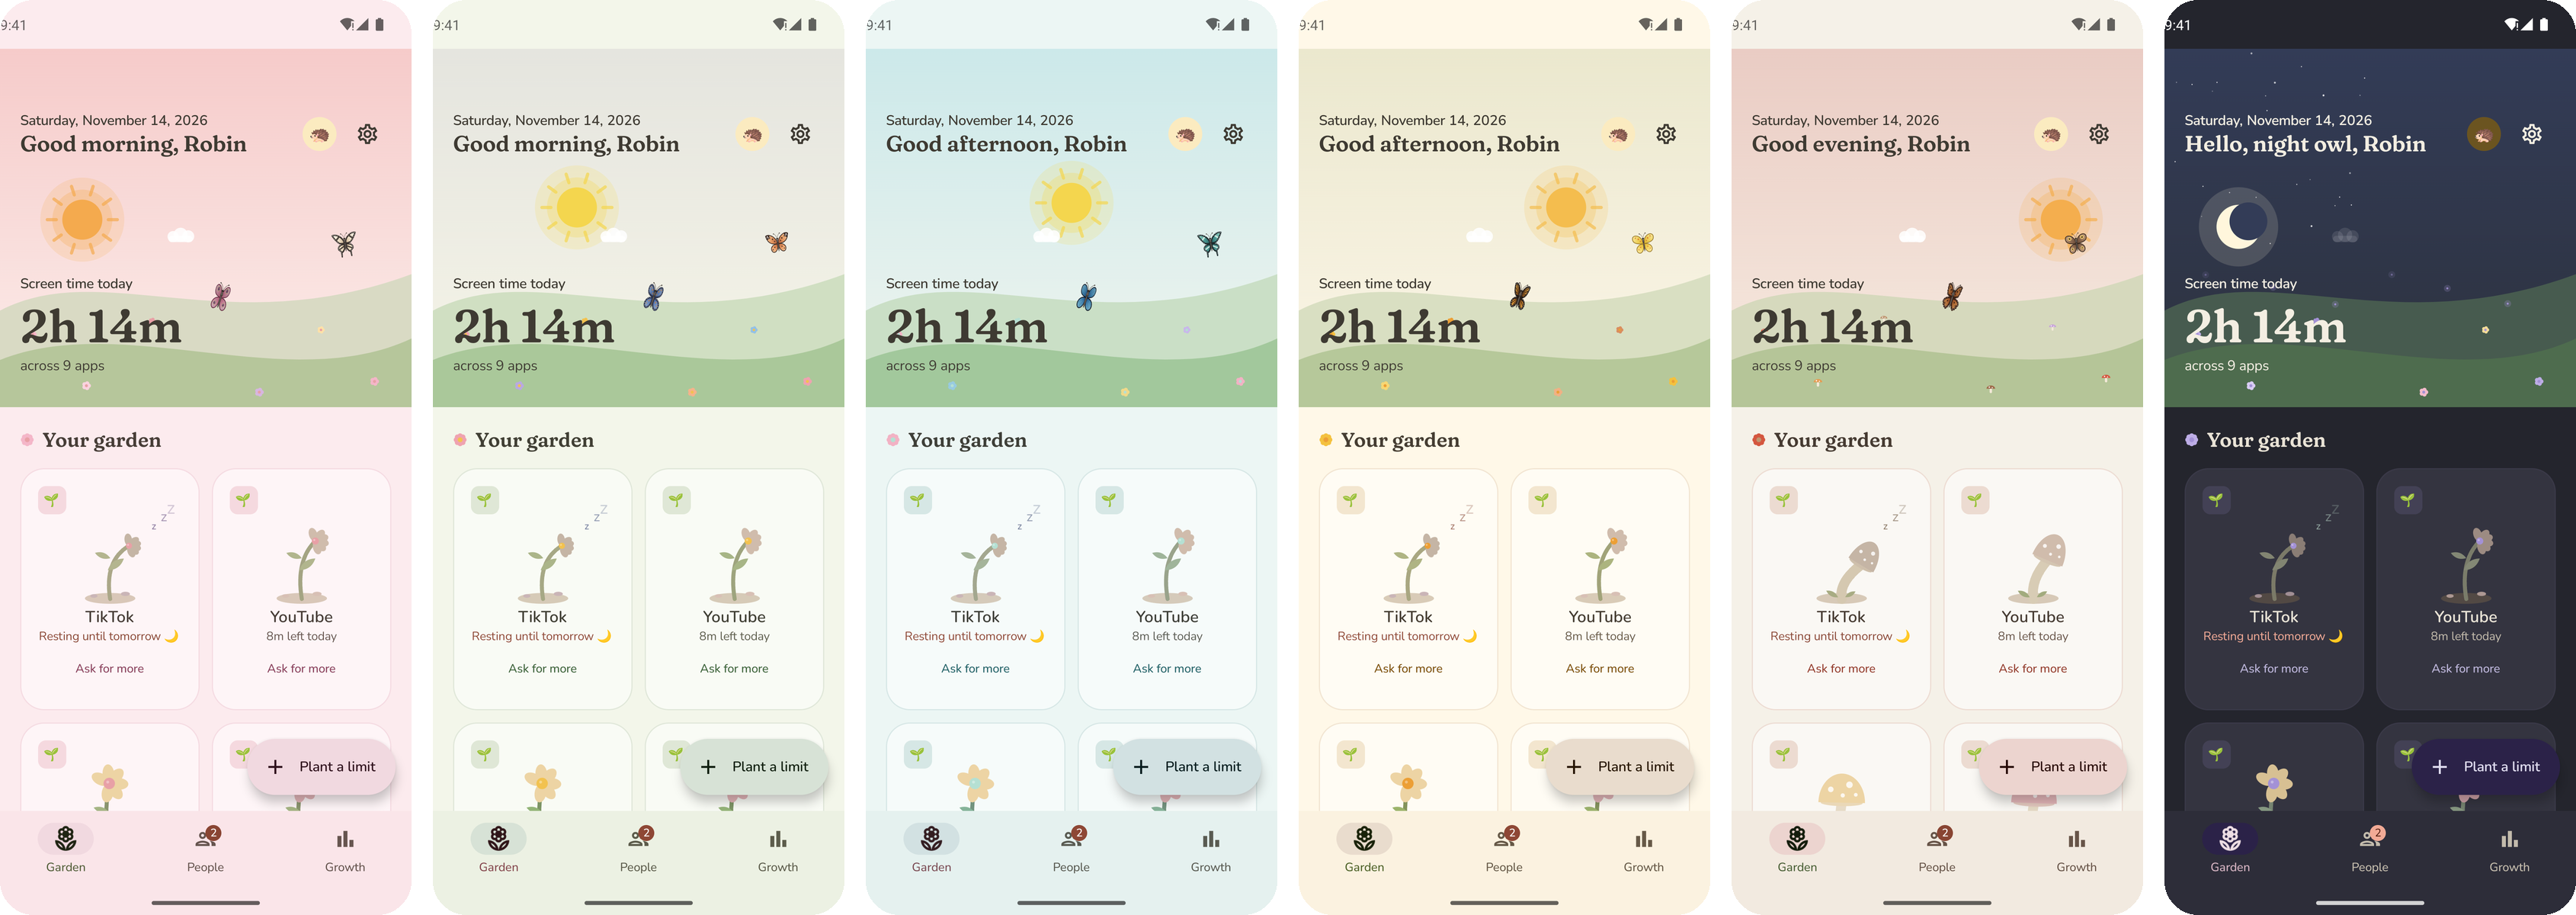 9:41
Saturday, November 14, 2026
Good morning, Robin
Screen time today
2h 14m
across 9 apps
Your garden
z z Z
TikTok
Resting until tomorrow 🌙
Ask for more
YouTube
8m left today
Ask for more
+ Plant a limit
Garden
2
People
Growth
9:41
Saturday, November 14, 2026
Good morning, Robin
Screen time today
2h 14m
across 9 apps
Your garden
z z Z
TikTok
Resting until tomorrow 🌙
Ask for more
YouTube
8m left today
Ask for more
+ Plant a limit
Garden
2
People
Growth
9:41
Saturday, November 14, 2026
Good afternoon, Robin
Screen time today
2h 14m
across 9 apps
Your garden
z z Z
TikTok
Resting until tomorrow 🌙
Ask for more
YouTube
8m left today
Ask for more
+ Plant a limit
Garden
2
People
Growth
9:41
Saturday, November 14, 2026
Good afternoon, Robin
Screen time today
2h 14m
across 9 apps
Your garden
z z Z
TikTok
Resting until tomorrow 🌙
Ask for more
YouTube
8m left today
Ask for more
+ Plant a limit
Garden
2
People
Growth
9:41
Saturday, November 14, 2026
Good evening, Robin
Screen time today
2h 14m
across 9 apps
Your garden
z z Z
TikTok
Resting until tomorrow 🌙
Ask for more
YouTube
8m left today
Ask for more
+ Plant a limit
Garden
2
People
Growth
9:41
Saturday, November 14, 2026
Hello, night owl, Robin
Screen time today
2h 14m
across 9 apps
Your garden
z z Z
TikTok
Resting until tomorrow 🌙
Ask for more
YouTube
8m left today
Ask for more
+ Plant a limit
Garden
2
People
Growth